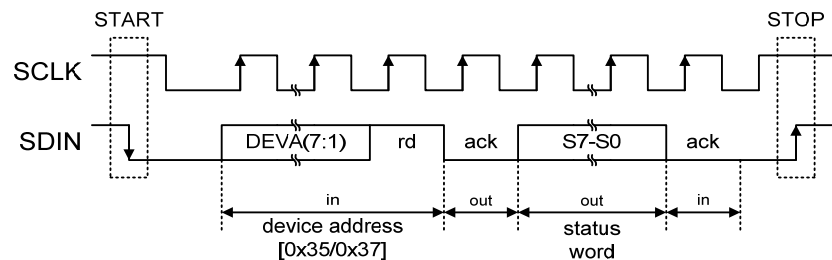 START STOP
SCLK
SDIN DEVA(7:1) rd ack S7-S0 ack
in out out in
device address status
[0x35/0x37] word